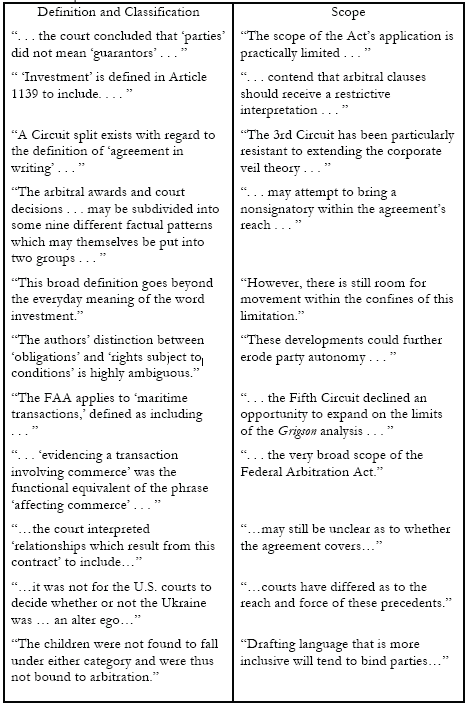 Definition and Classification
Scope
“. . . the court concluded that ‘parties’
did not mean ‘guarantors’ . . . ”
“The scope of the Act’s application is
practically limited . . . ”
“ ‘Investment’ is defined in Article
1139 to include. . . . ”
“. . . contend that arbitral clauses
should receive a restrictive
interpretation . . . ”
“A Circuit split exists with regard to
the definition of ‘agreement in
writing’ . . . ”
“The 3rd Circuit has been particularly
resistant to extending the corporate
veil theory . . . ”
“The arbitral awards and court
decisions . . . may be subdivided into
some nine different factual patterns
which may themselves be put into
two groups . . . ”
“. . . may attempt to bring a
nonsignatory within the agreement’s
reach . . . ”
“This broad definition goes beyond
the everyday meaning of the word
investment.”
“However, there is still room for
movement within the confines of this
limitation.”
“The authors’ distinction between
‘obligations’ and ‘rights subject to
conditions’ is highly ambiguous.”
“These developments could further
erode party autonomy . . . ”
“The FAA applies to ‘maritime
transactions,’ defined as including
. . . ”
“. . . the Fifth Circuit declined an
opportunity to expand on the limits
of the Grigson analysis . . . ”
“. . . ‘evidencing a transaction
involving commerce’ was the
functional equivalent of the phrase
‘affecting commerce’ . . . ”
“. . . the very broad scope of the
Federal Arbitration Act.”
“…the court interpreted
‘relationships which result from this
contract’ to include…”
“…may still be unclear as to whether
the agreement covers…”
“…it was not for the U.S. courts to
decide whether or not the Ukraine
was … an alter ego…”
“…courts have differed as to the
reach and force of these precedents.”
“The children were not found to fall
under either category and were thus
not bound to arbitration.”
“Drafting language that is more
inclusive will tend to bind parties…”